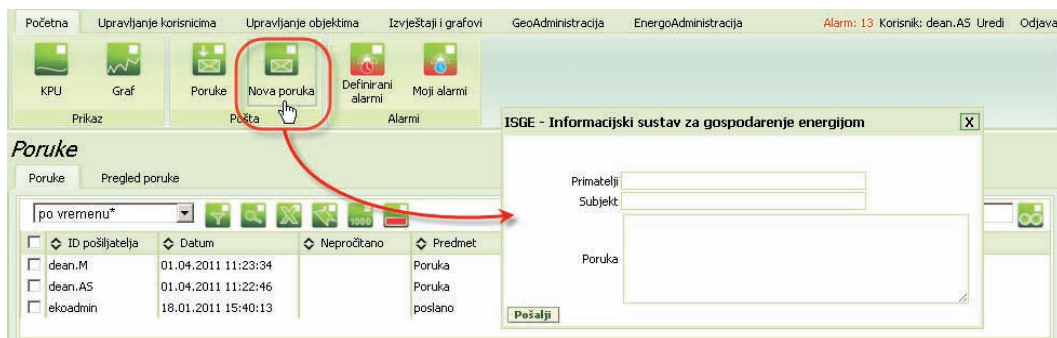 Početna Upravljanje korisnicima Upravljanje objektima Izvještaji i grafovi GeoAdministracija EnergoAdministracija Alarm: 13 Korisnik: dean.AS Uredi Odjava
KPU Graf Poruke Nova poruka Definirani alarmi Moji alarmi
Prikaz Pošta Alarmi
ISGE - Informacijski sustav za gospodarenje energijom X
Poruke
Poruke Pregled poruke
Primatelji
Subjekt
Poruka
Pošalji
po vremenu* 1000
ID pošiljatelja Datum Nepročitano Predmet
dean.M 01.04.2011 11:23:34 Poruka
dean.AS 01.04.2011 11:22:46 Poruka
ekoadmin 18.01.2011 15:40:13 poslano